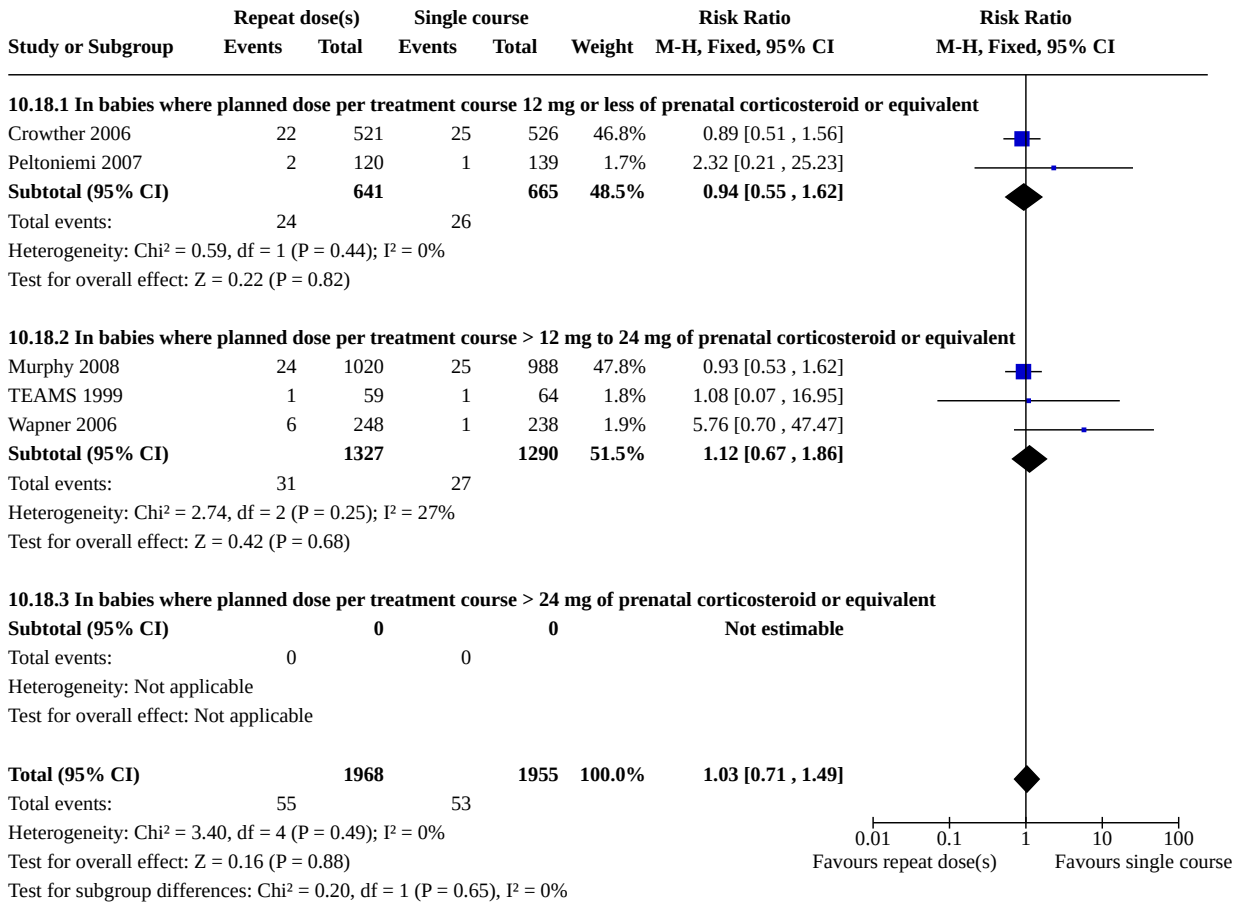 Repeat dose(s) Single course Risk Ratio Risk Ratio
Study or Subgroup Events Total Events Total Weight M-H, Fixed, 95% CI M-H, Fixed, 95% CI
10.18.1 In babies where planned dose per treatment course 12 mg or less of prenatal corticosteroid or equivalent
Crowther 2006 22 521 25 526 46.8% 0.89 [0.51 , 1.56]
Peltoniemi 2007 2 120 1 139 1.7% 2.32 [0.21 , 25.23]
Subtotal (95% CI) 641 665 48.5% 0.94 [0.55 , 1.62]
Total events: 24 26
Heterogeneity: Chi² = 0.59, df = 1 (P = 0.44); I² = 0%
Test for overall effect: Z = 0.22 (P = 0.82)
10.18.2 In babies where planned dose per treatment course > 12 mg to 24 mg of prenatal corticosteroid or equivalent
Murphy 2008 24 1020 25 988 47.8% 0.93 [0.53 , 1.62]
TEAMS 1999 1 59 1 64 1.8% 1.08 [0.07 , 16.95]
Wapner 2006 6 248 1 238 1.9% 5.76 [0.70 , 47.47]
Subtotal (95% CI) 1327 1290 51.5% 1.12 [0.67 , 1.86]
Total events: 31 27
Heterogeneity: Chi² = 2.74, df = 2 (P = 0.25); I² = 27%
Test for overall effect: Z = 0.42 (P = 0.68)
10.18.3 In babies where planned dose per treatment course > 24 mg of prenatal corticosteroid or equivalent
Subtotal (95% CI) 0 0 Not estimable
Total events: 0 0
Heterogeneity: Not applicable
Test for overall effect: Not applicable
Total (95% CI) 1968 1955 100.0% 1.03 [0.71 , 1.49]
Total events: 55 53
Heterogeneity: Chi² = 3.40, df = 4 (P = 0.49); I² = 0%
Test for overall effect: Z = 0.16 (P = 0.88)
Test for subgroup differences: Chi² = 0.20, df = 1 (P = 0.65), I² = 0%
0.01 0.1 1 10 100
Favours repeat dose(s) Favours single course